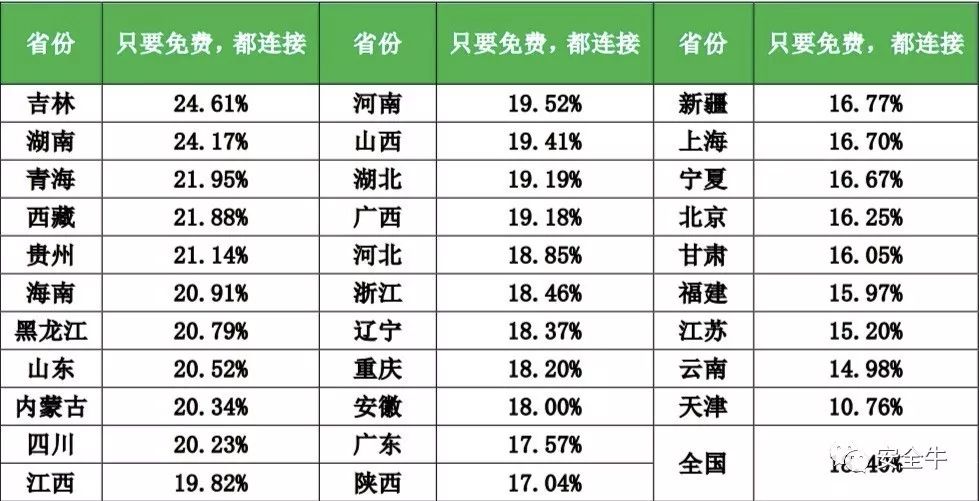 省份 只要免费，都连接 省份 只要免费，都连接 省份 只要免费，都连接
吉林 24.61% 河南 19.52% 新疆 16.77%
湖南 24.17% 山西 19.41% 上海 16.70%
青海 21.95% 湖北 19.19% 宁夏 16.67%
西藏 21.88% 广西 19.18% 北京 16.25%
贵州 21.14% 河北 18.85% 甘肃 16.05%
海南 20.91% 浙江 18.46% 福建 15.97%
黑龙江 20.79% 辽宁 18.37% 江苏 15.20%
山东 20.52% 重庆 18.20% 云南 14.98%
内蒙古 20.34% 安徽 18.00% 天津 10.76%
四川 20.23% 广东 17.57%
全国
安全牛
江西 19.82% 陕西 17.04%